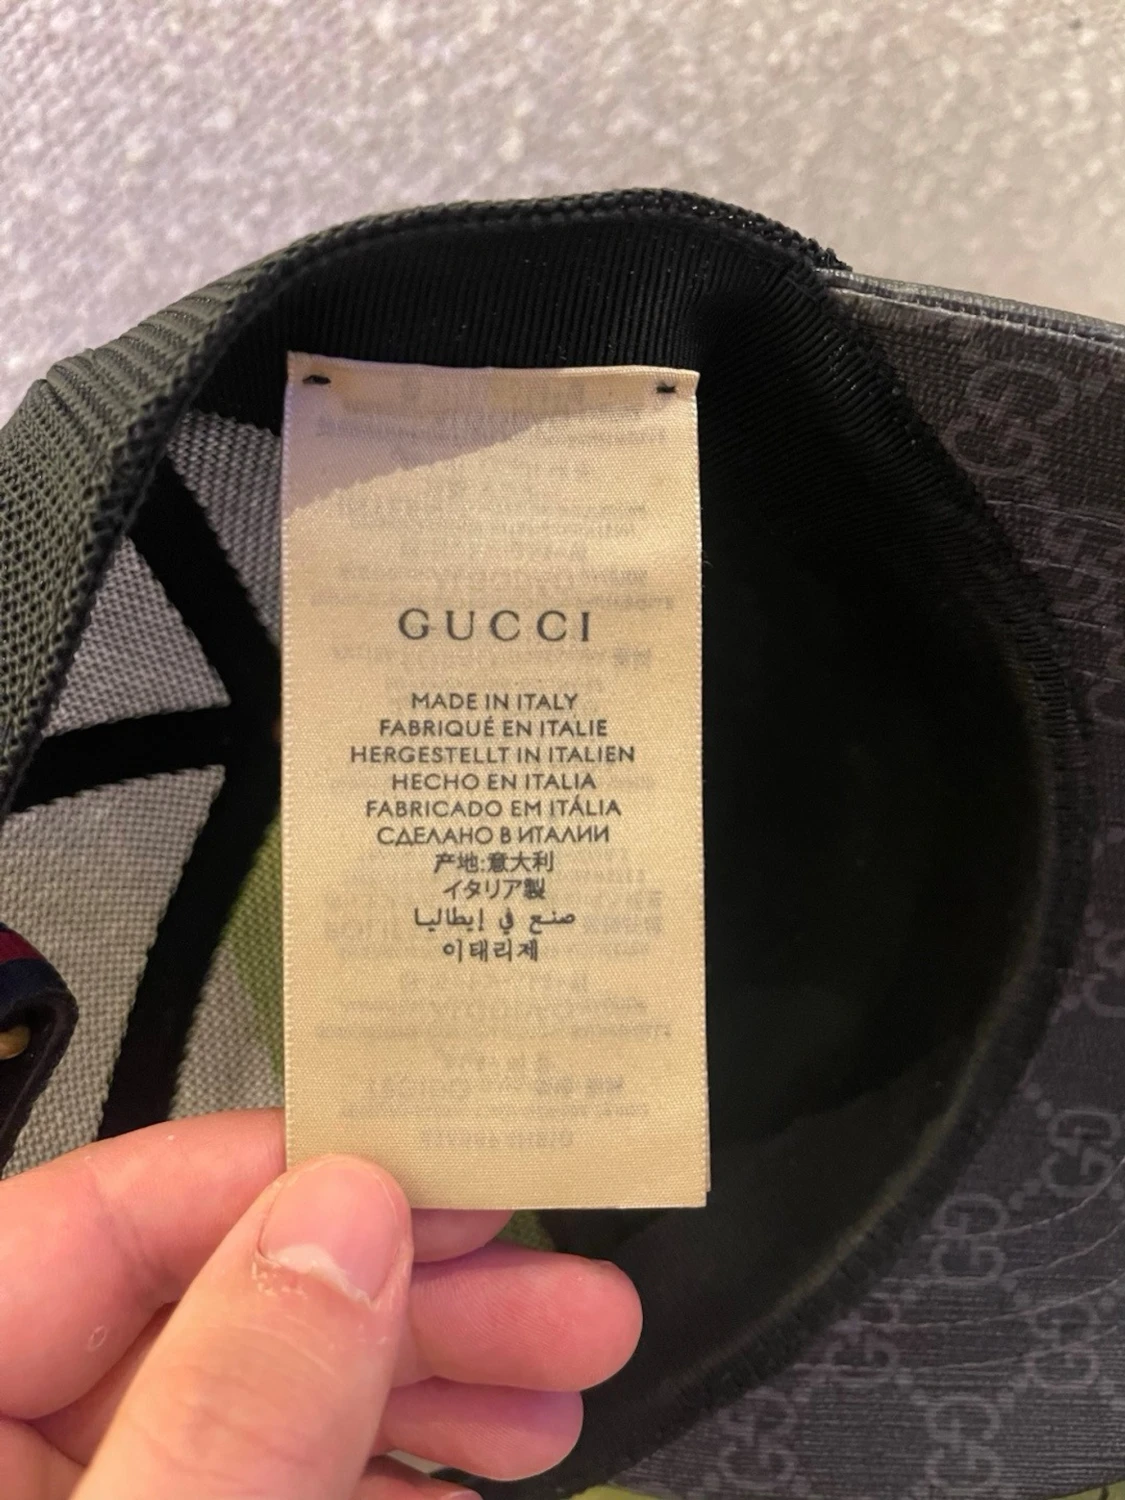 GUCCI
MADE IN ITALY
FABRIQUÉ EN ITALIE
HERGESTELLT IN ITALIEN
HECHO EN ITALIA
FABRICADO EM ITÁLIA
СДЕЛАНО В ИТАЛИИ
产地:意大利
イタリア製
صنع في إيطاليا
이태리제